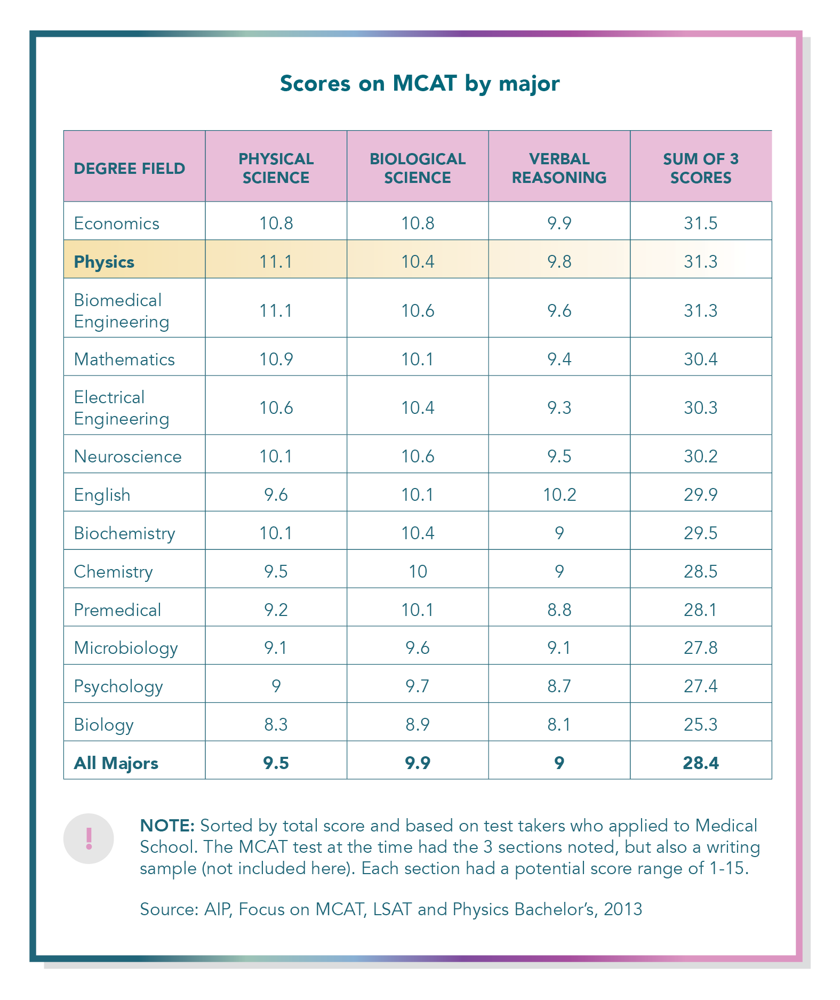 Scores on MCAT by major
DEGREE FIELD
PHYSICAL
SCIENCE
BIOLOGICAL
SCIENCE
VERBAL
REASONING
SUM OF 3
SCORES
Economics 10.8 10.8 9.9 31.5
Physics 11.1 10.4 9.8 31.3
Biomedical
Engineering
11.1 10.6 9.6 31.3
Mathematics 10.9 10.1 9.4 30.4
Electrical
Engineering
10.6 10.4 9.3 30.3
Neuroscience 10.1 10.6 9.5 30.2
English 9.6 10.1 10.2 29.9
Biochemistry 10.1 10.4 9 29.5
Chemistry 9.5 10 9 28.5
Premedical 9.2 10.1 8.8 28.1
Microbiology 9.1 9.6 9.1 27.8
Psychology 9 9.7 8.7 27.4
Biology 8.3 8.9 8.1 25.3
All Majors 9.5 9.9 9 28.4
!
NOTE: Sorted by total score and based on test takers who applied to Medical
School. The MCAT test at the time had the 3 sections noted, but also a writing
sample (not included here). Each section had a potential score range of 1-15.
Source: AIP, Focus on MCAT, LSAT and Physics Bachelor’s, 2013